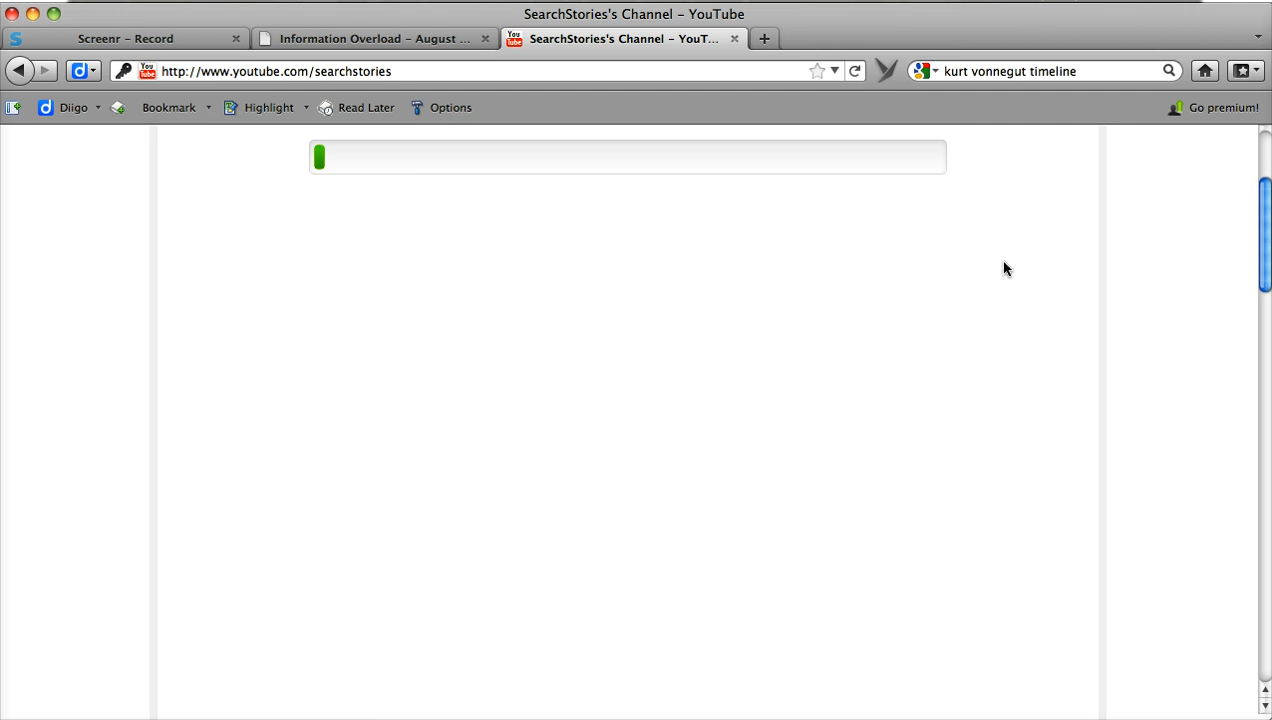 SearchStories's Channel – YouTube
Screenr – Record
Information Overload – August ...
SearchStories's Channel – YouT...
http://www.youtube.com/searchstories
kurt vonnegut timeline
Diigo
Bookmark
Highlight
Read Later
Options
Go premium!